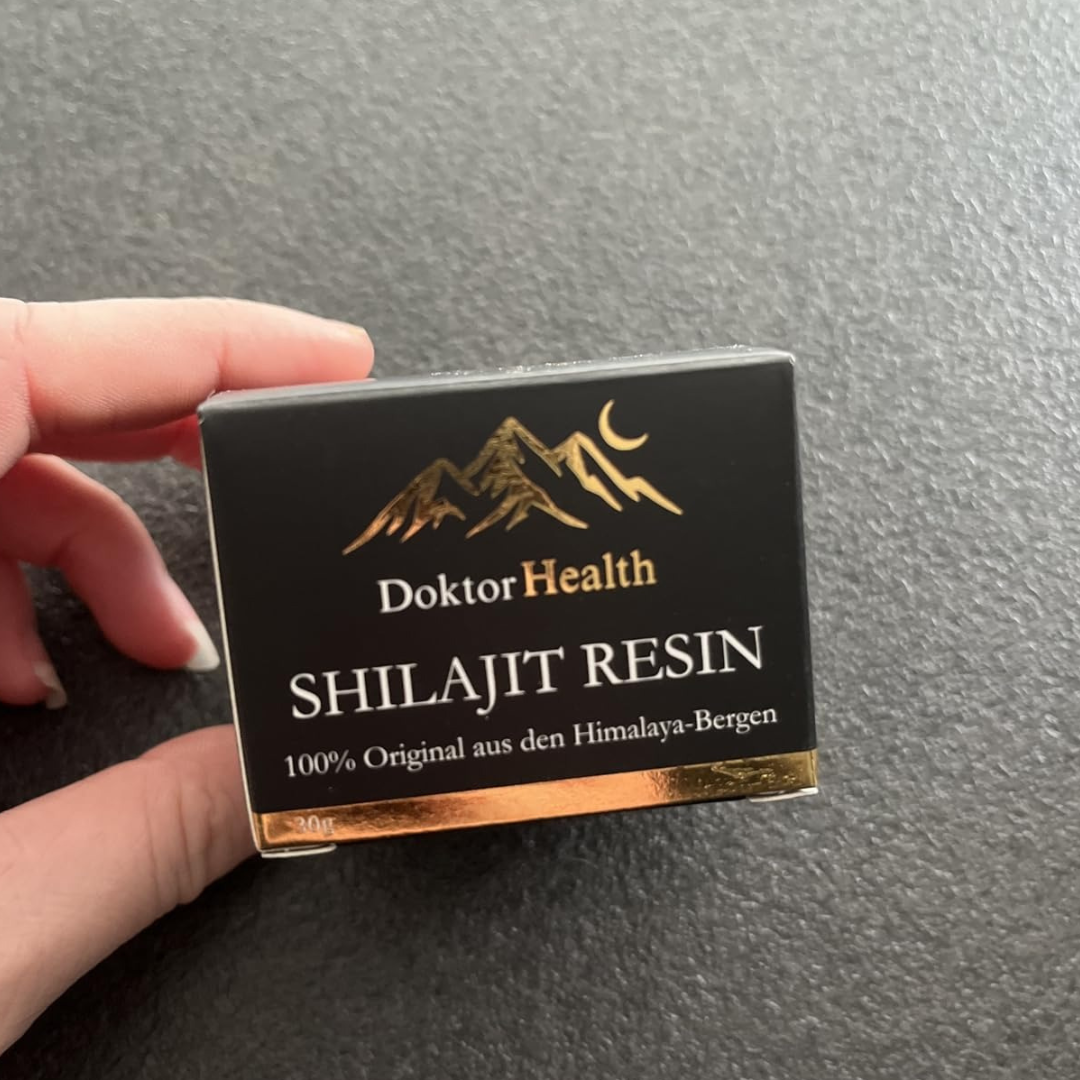 DoktorHealth
SHILAJIT RESIN
100% Original aus den Himalaya-Bergen
30g